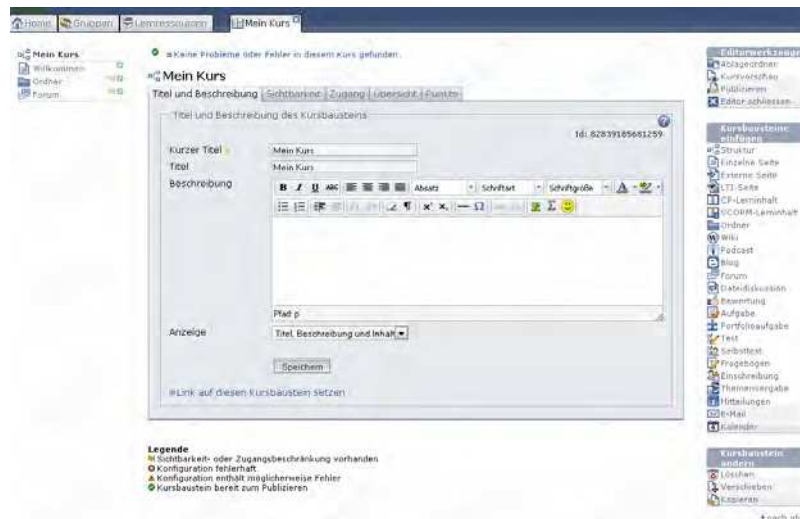 Home Gruppen Lernressourcen Mein Kurs
Mein Kurs
Willkommen
Ordner
Forum
Keine Probleme oder Fehler in diesem Kurs gefunden.
Mein Kurs
Titel und Beschreibung Sichtbarkeit Zugang Übersicht Punkte
Titel und Beschreibung des Kursbausteins
Id: 82839185681259
Kurzer Titel
Mein Kurs
Titel
Mein Kurs
Beschreibung
B I U ABC Absatz Schriftart Schriftgröße A
Pfad p
Anzeige
Titel, Beschreibung und Inhalt
Speichern
Link auf diesen Kursbaustein setzen
Legende
Sichtbarkeit- oder Zugangsbeschränkung vorhanden
Konfiguration fehlerhaft
Konfiguration enthält möglicherweise Fehler
Kursbaustein bereit zum Publizieren
Editorwerkzeuge
Ablageordner
Kursvorschau
Publizieren
Editor schliessen
Kursbausteine
einfügen
Struktur
Einzelne Seite
Externe Seite
LTI-Seite
CP-Lerninhalt
SCORM-Lerninhalt
Ordner
Wiki
Podcast
Blog
Forum
Dateidiskussion
Bewertung
Aufgabe
Portfolioaufgabe
Test
Selbsttest
Fragebogen
Einschreibung
Themenvergabe
Mitteilungen
E-Mail
Kalender
Kursbaustein
ändern
Löschen
Verschieben
Kopieren